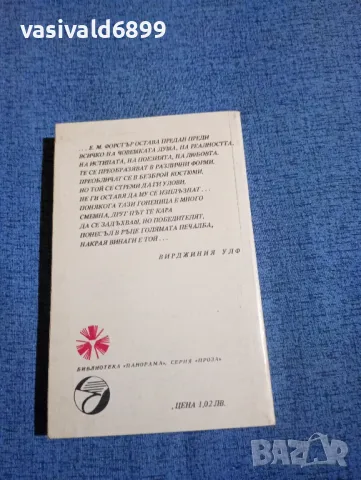 vasivald6899
...Е. М. ФОРСТЪР ОСТАВА ПРЕДАН ПРЕДИ
ВСИЧКО НА ЧОВЕШКАТА ДУША, НА РЕАЛНОСТТА,
НА ИСТИНАТА, НА ПОЕЗИЯТА, НА ЛЮБОВТА.
ТЕ СЕ ПРЕОБРАЗЯВАТ В РАЗЛИЧНИ ФОРМИ,
ПРЕОБЛИЧАТ СЕ В БЕЗБРОЙ КОСТЮМИ,
НО ТОЙ СЕ СТРЕМИ ДА ГИ УЛОВИ,
НЕ ГИ ОСТАВЯ ДА МУ СЕ ИЗПЛЪЗНАТ...
ПОНЯКОГА ТАЗИ ГОНЕНИЦА Е МНОГО
СМЕШНА, ДРУГ ПЪТ ТЕ КАРА
ДА СЕ ЗАДЪХВАШ, НО ПОБЕДИТЕЛЯТ,
ПОНЕСЪЛ В РЪЦЕ ГОЛЯМАТА ПЕЧАЛБА,
НАКРАЯ ВИНАГИ Е ТОЙ...
ВИРДЖИНИЯ УЛФ
БИБЛИОТЕКА «ПАНОРАМА», СЕРИЯ «ПРОЗА»
ЦЕНА 1,02 ЛВ.
BAZAR